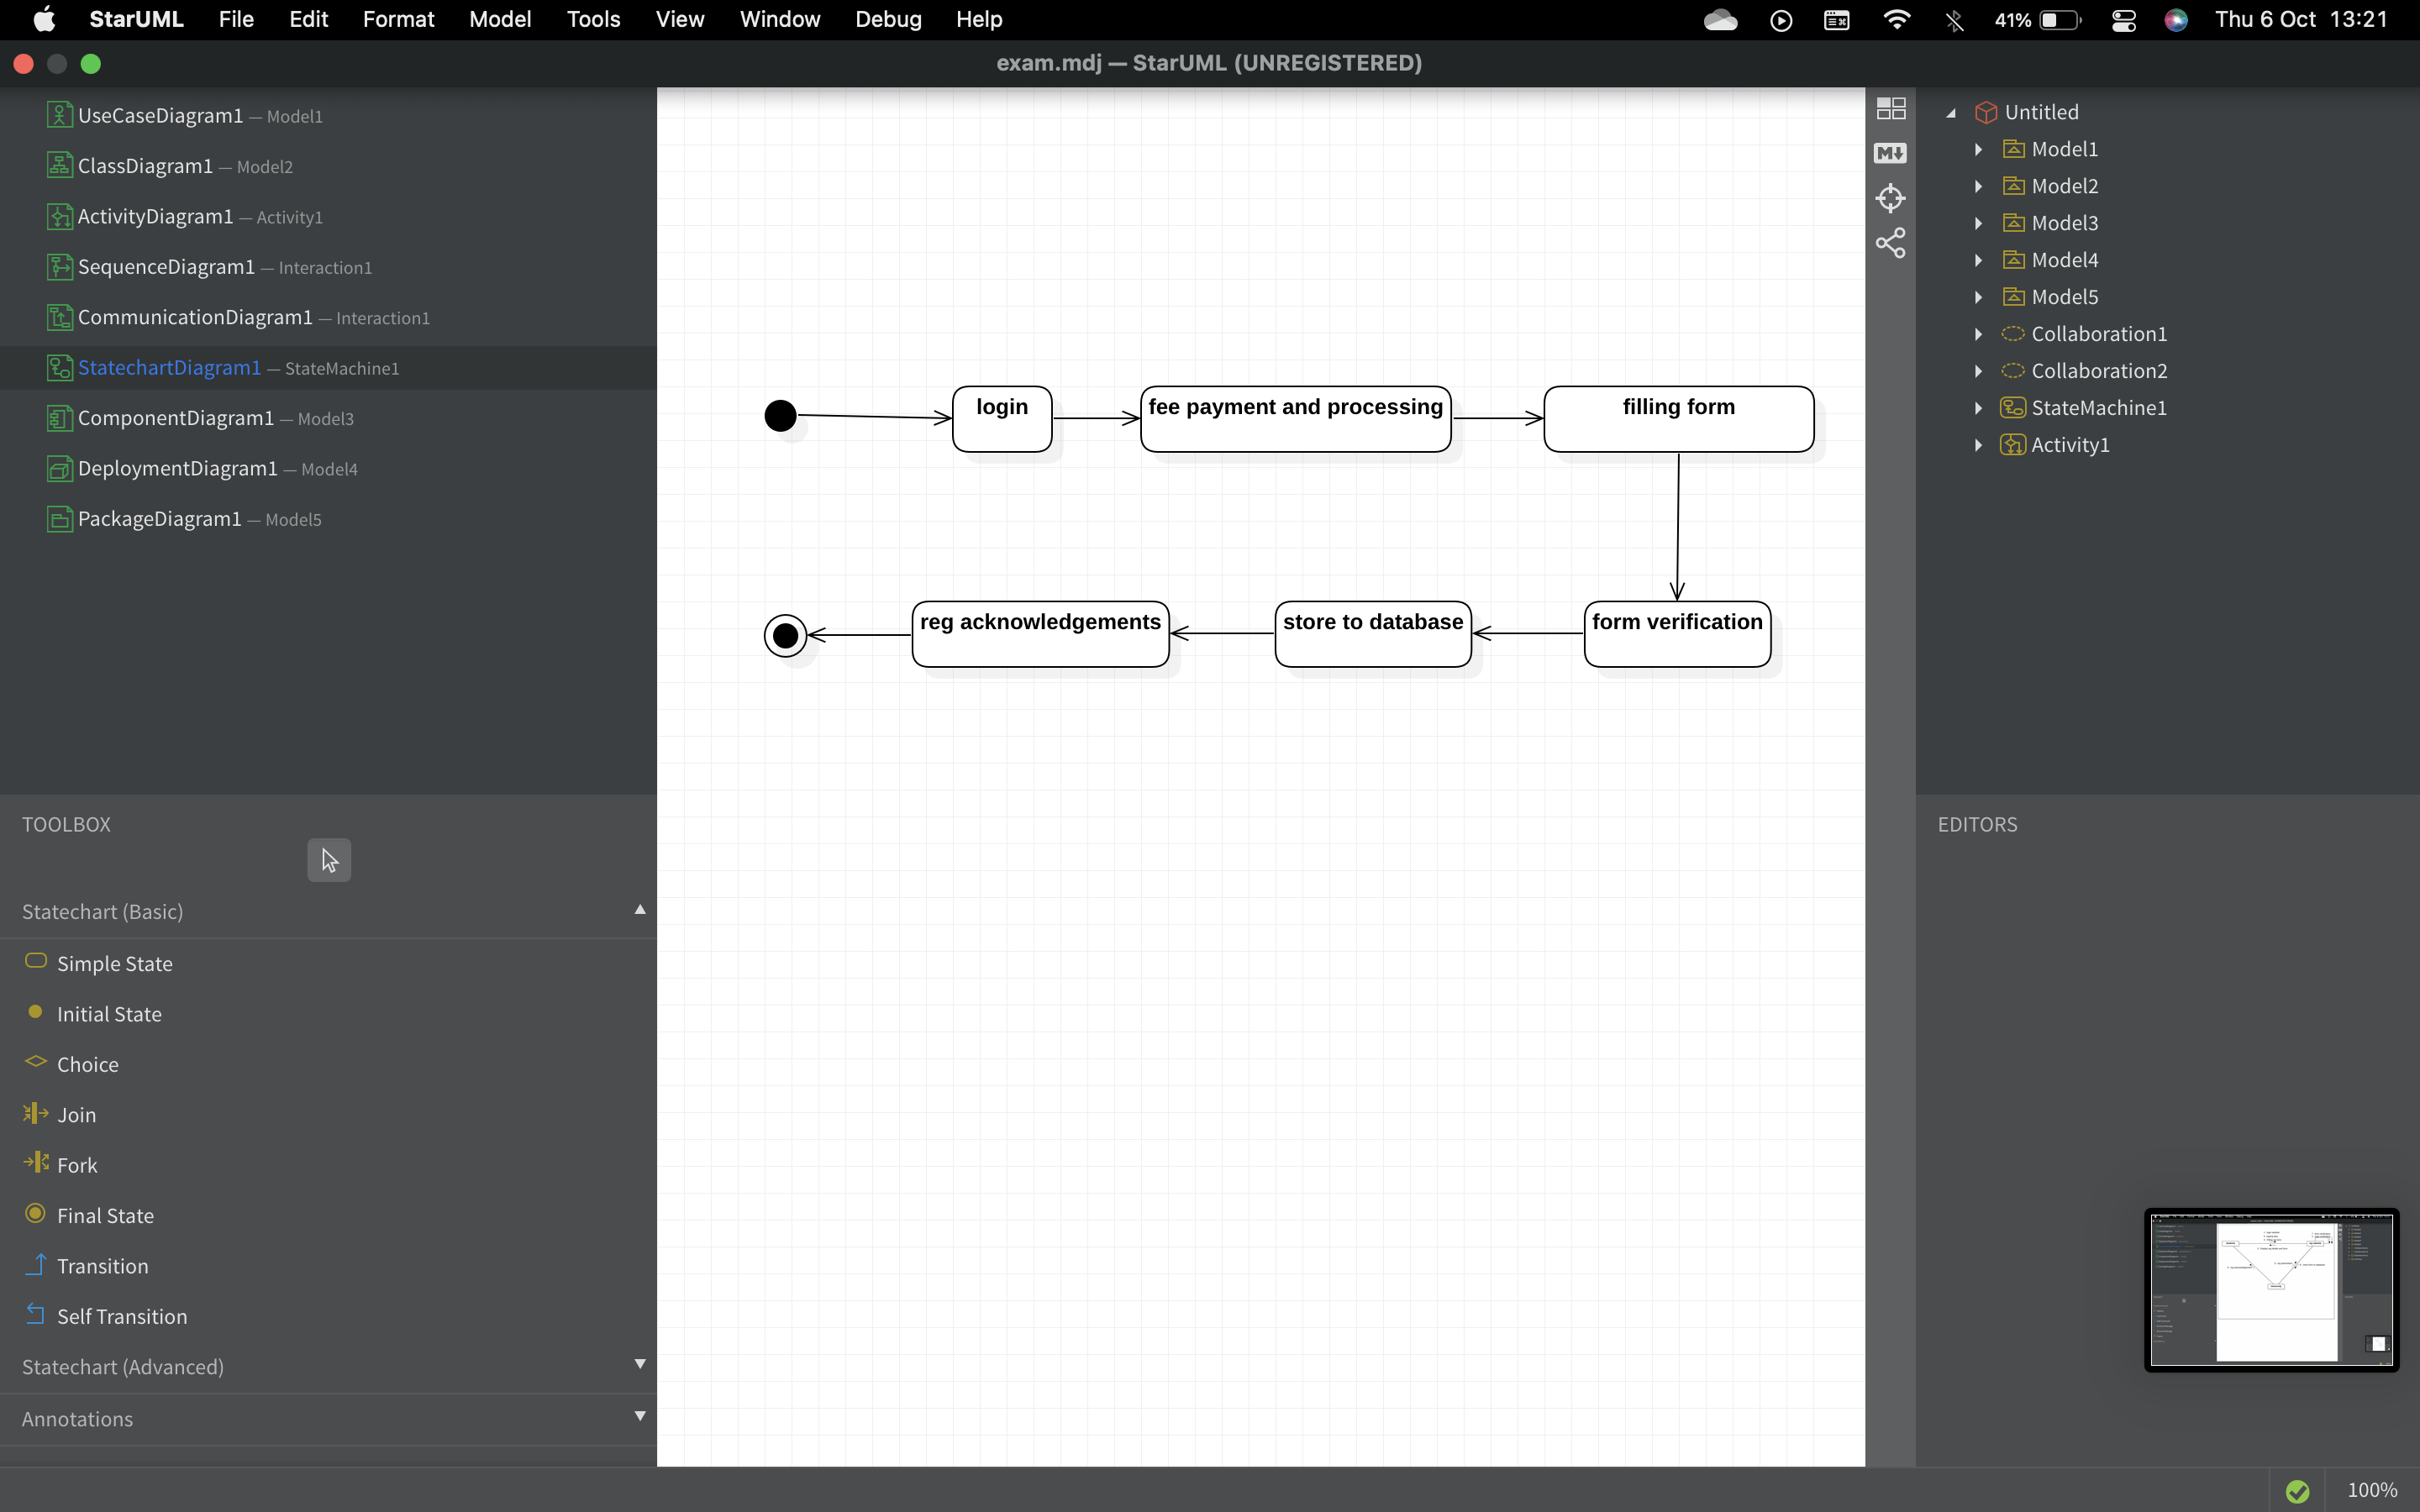 StarUML File Edit Format Model Tools View Window Debug Help 41% Thu 6 Oct 13:21
exam.mdj — StarUML (UNREGISTERED)
UseCaseDiagram1 — Model1
ClassDiagram1 — Model2
ActivityDiagram1 — Activity1
SequenceDiagram1 — Interaction1
CommunicationDiagram1 — Interaction1
StatechartDiagram1 — StateMachine1
ComponentDiagram1 — Model3
DeploymentDiagram1 — Model4
PackageDiagram1 — Model5
TOOLBOX
Statechart (Basic)
Simple State
Initial State
Choice
Join
Fork
Final State
Transition
Self Transition
Statechart (Advanced)
Annotations
login
fee payment and processing
filling form
reg acknowledgements
store to database
form verification
M
Untitled
Model1
Model2
Model3
Model4
Model5
Collaboration1
Collaboration2
StateMachine1
Activity1
EDITORS
100%